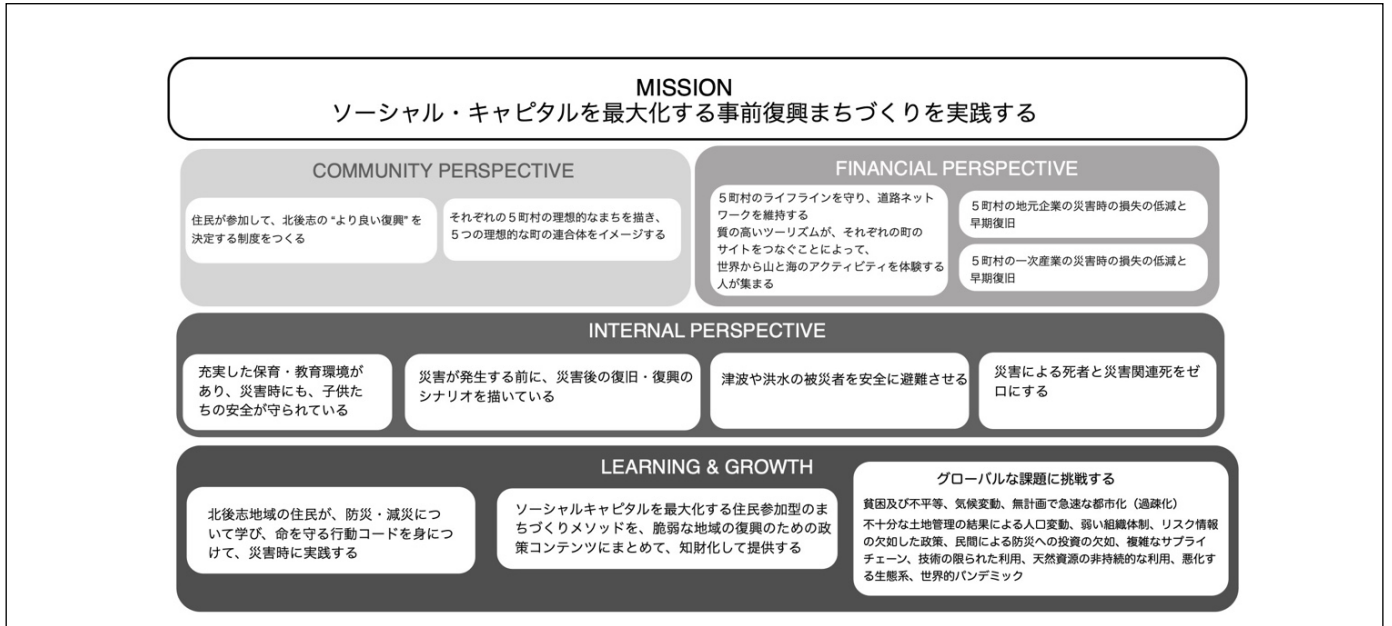 MISSION
ソーシャル・キャピタルを最大化する事前復興まちづくりを実践する
COMMUNITY PERSPECTIVE
住民が参加して、北後志の “より良い復興” を
決定する制度をつくる
それぞれの５町村の理想的なまちを描き、
５つの理想的な町の連合体をイメージする
FINANCIAL PERSPECTIVE
５町村のライフラインを守り、道路ネット
ワークを維持する
質の高いツーリズムが、それぞれの町の
サイトをつなぐことによって、
世界から山と海のアクティビティを体験する
人が集まる
５町村の地元企業の災害時の損失の低減と
早期復旧
５町村の一次産業の災害時の損失の低減と
早期復旧
INTERNAL PERSPECTIVE
充実した保育・教育環境が
あり、災害時にも、子供た
ちの安全が守られている
災害が発生する前に、災害後の復旧・復興の
シナリオを描いている
津波や洪水の被災者を安全に避難させる
災害による死者と災害関連死をゼ
ロにする
LEARNING & GROWTH
北後志地域の住民が、防災・減災につ
いて学び、命を守る行動コードを身につ
けて、災害時に実践する
ソーシャルキャピタルを最大化する住民参加型のま
ちづくりメソッドを、脆弱な地域の復興のための政
策コンテンツにまとめて、知財化して提供する
グローバルな課題に挑戦する
貧困及び不平等、気候変動、無計画で急速な都市化（過疎化）
不十分な土地管理の結果による人口変動、弱い組織体制、リスク情報
の欠如した政策、民間による防災への投資の欠如、複雑なサプライ
チェーン、技術の限られた利用、天然資源の非持続的な利用、悪化す
る生態系、世界的パンデミック